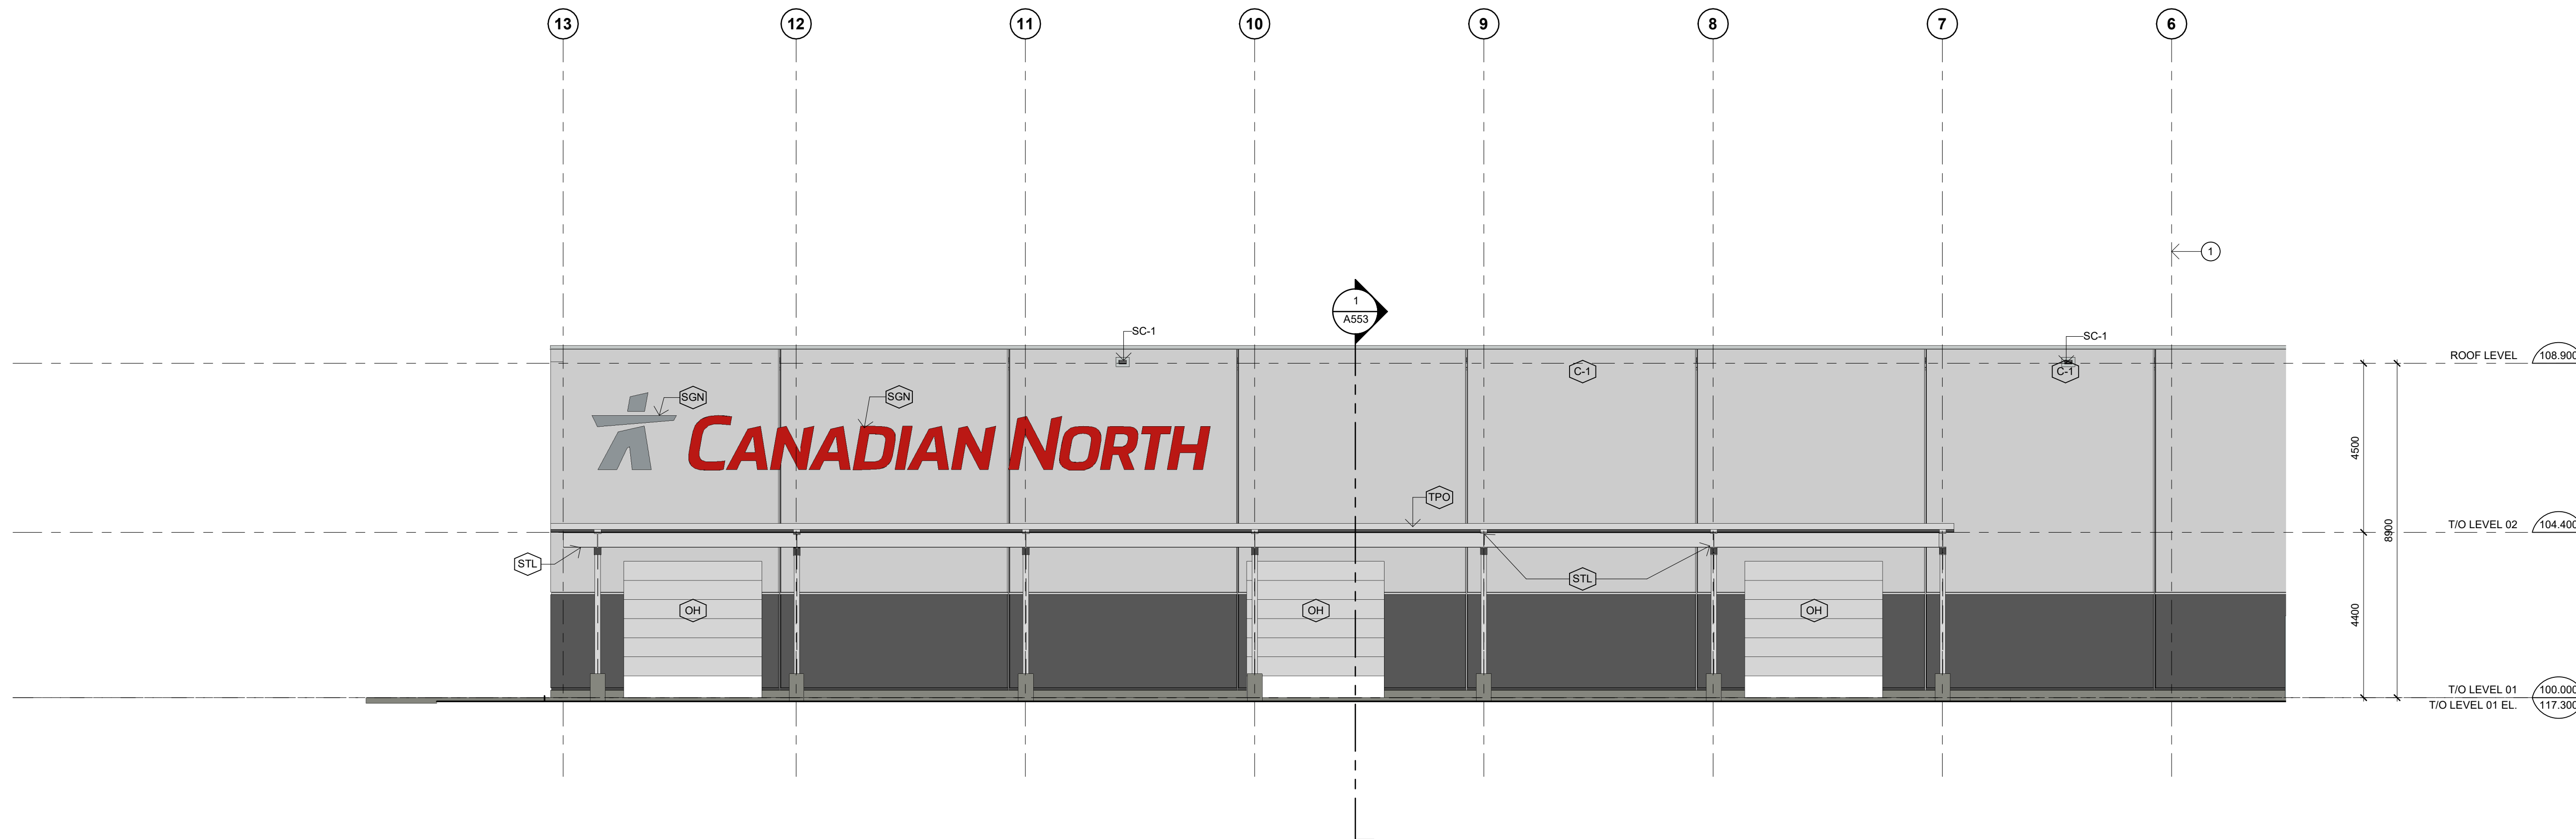 13 12 11 10 9 8 7 6
1
1
A553
SC-1
SC-1
ROOF LEVEL 108.900
C-1
C-1
SGN
SGN
CANADIAN NORTH
4500
TPO
T/O LEVEL 02 104.400
8900
STL
STL
OH
OH
OH
4400
T/O LEVEL 01 100.000
T/O LEVEL 01 EL. 117.300